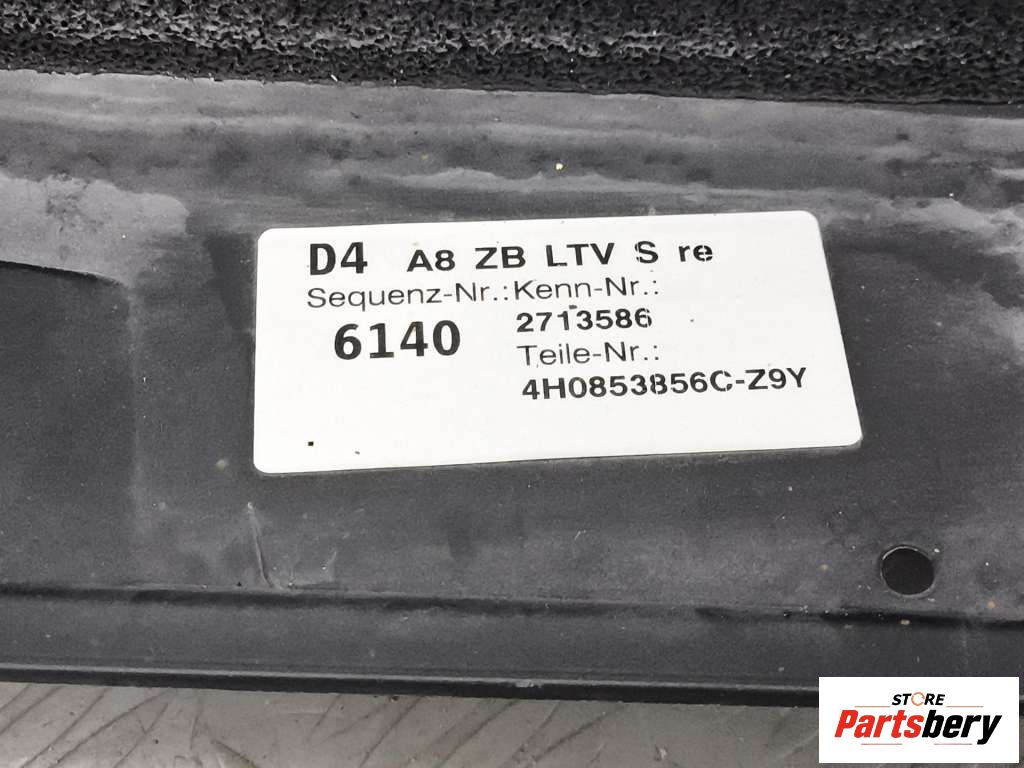 D4 A8 ZB LTV S re
Sequenz-Nr.: Kenn-Nr.:
6140 2713586
Teile-Nr.:
4H0853856C-Z9Y
STORE
Partsbery